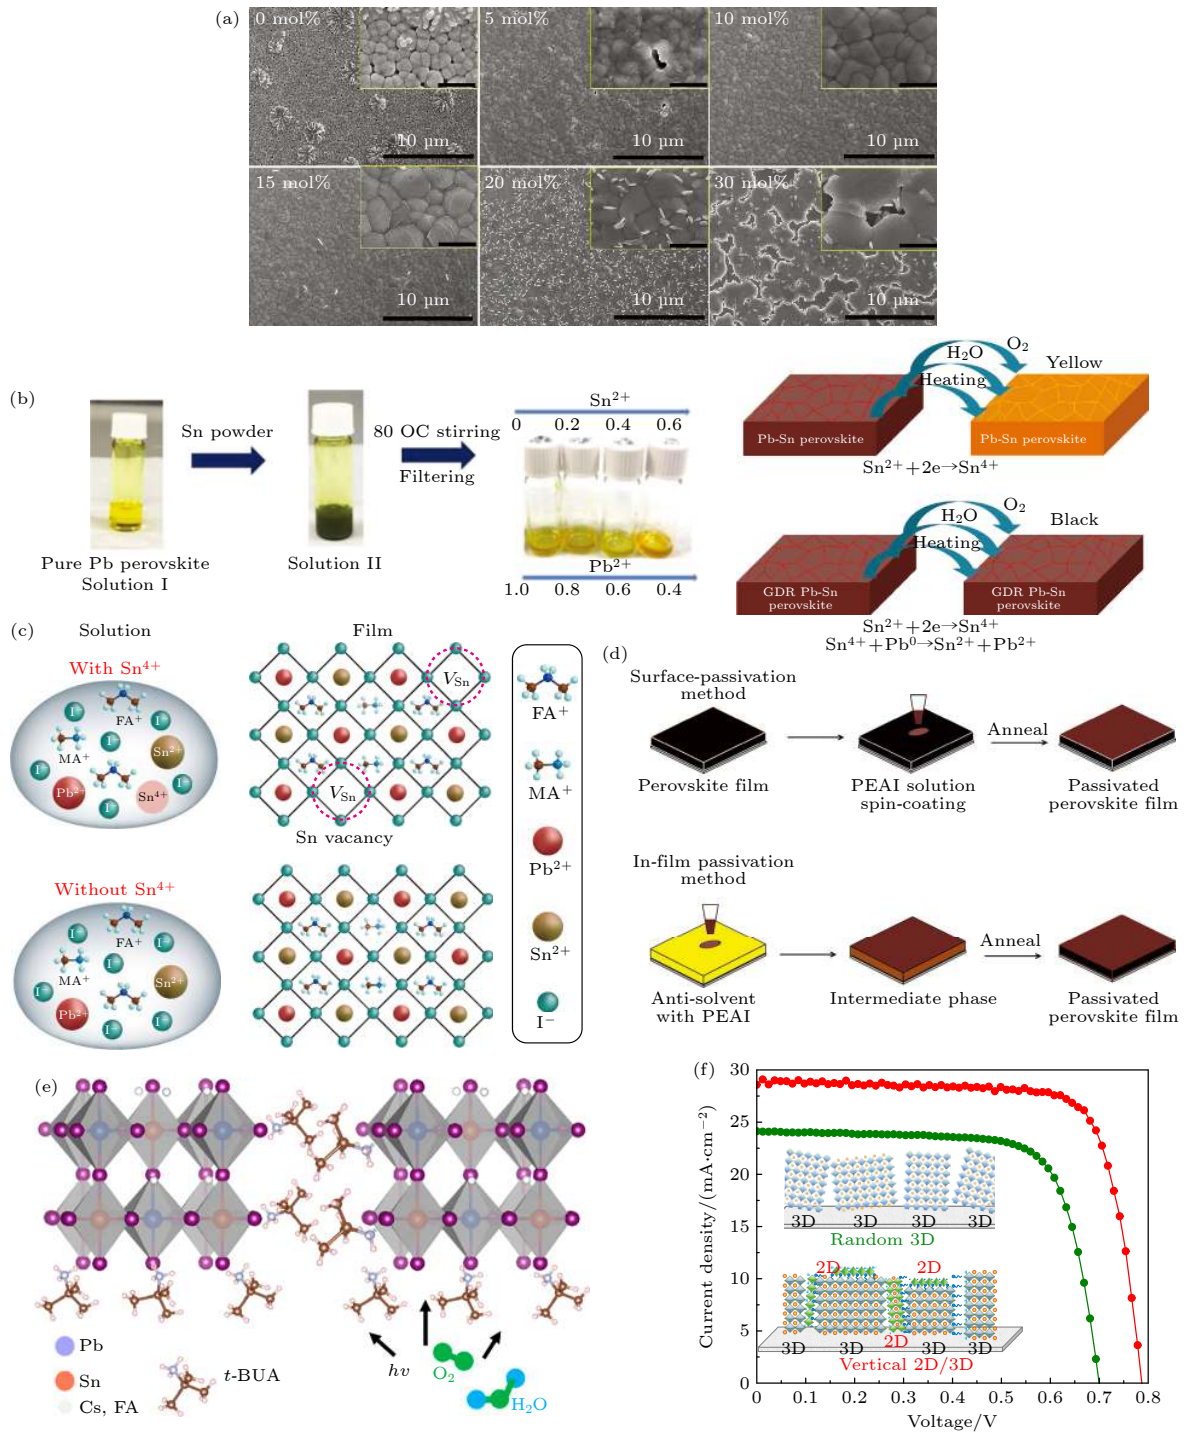 (a)
0 mol%
5 mol%
10 mol%
10 µm
10 µm
10 µm
15 mol%
20 mol%
30 mol%
10 µm
10 µm
10 µm
(b)
Sn powder
80 OC stirring
Filtering
Pure Pb perovskite
Solution I
Solution II
Sn²⁺
0 0.2 0.4 0.6
Pb²⁺
1.0 0.8 0.6 0.4
O₂
H₂O
Heating
Yellow
Pb-Sn perovskite
Pb-Sn perovskite
Sn²⁺+2e→Sn⁴⁺
O₂
H₂O
Heating
Black
GDR Pb-Sn
perovskite
GDR Pb-Sn
perovskite
Sn²⁺+2e→Sn⁴⁺
Sn⁴⁺+Pb⁰→Sn²⁺+Pb²⁺
(c)
Solution
Film
With Sn⁴⁺
I⁻
FA⁺
I⁻
MA⁺
I⁻
Sn²⁺
I⁻
I⁻
Pb²⁺
I⁻
Sn⁴⁺
V_Sn
V_Sn
Sn vacancy
Without Sn⁴⁺
I⁻
FA⁺
I⁻
MA⁺
I⁻
Sn²⁺
I⁻
Pb²⁺
I⁻
I⁻
I⁻
FA⁺
MA⁺
Pb²⁺
Sn²⁺
I⁻
(d)
Surface-passivation
method
Anneal
Perovskite film
PEAI solution
spin-coating
Passivated
perovskite film
In-film passivation
method
Anneal
Anti-solvent
with PEAI
Intermediate phase
Passivated
perovskite film
(e)
Pb
Sn
Cs, FA
t-BUA
hν
O₂
H₂O
(f)
30
25
20
15
10
5
0
Current density/(mA·cm⁻²)
3D 3D 3D 3D
Random 3D
2D 2D
2D
3D 3D 3D 3D
Vertical 2D/3D
0 0.1 0.2 0.3 0.4 0.5 0.6 0.7 0.8
Voltage/V